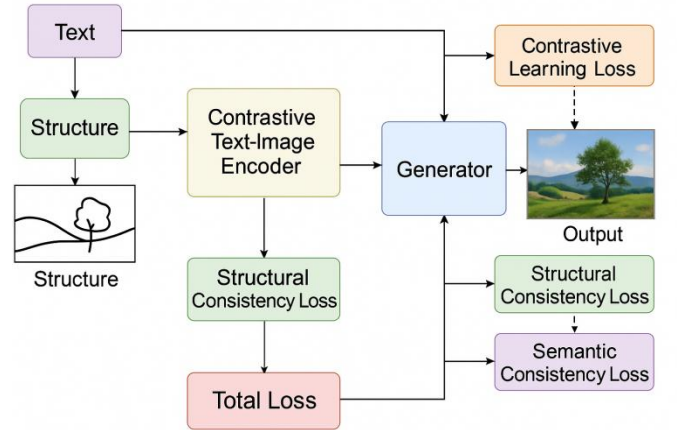 Text
Contrastive
Learning Loss
Structure
Contrastive
Text-Image
Encoder
Generator
Structure
Output
Structural
Consistency Loss
Structural
Consistency Loss
Semantic
Consistency Loss
Total Loss